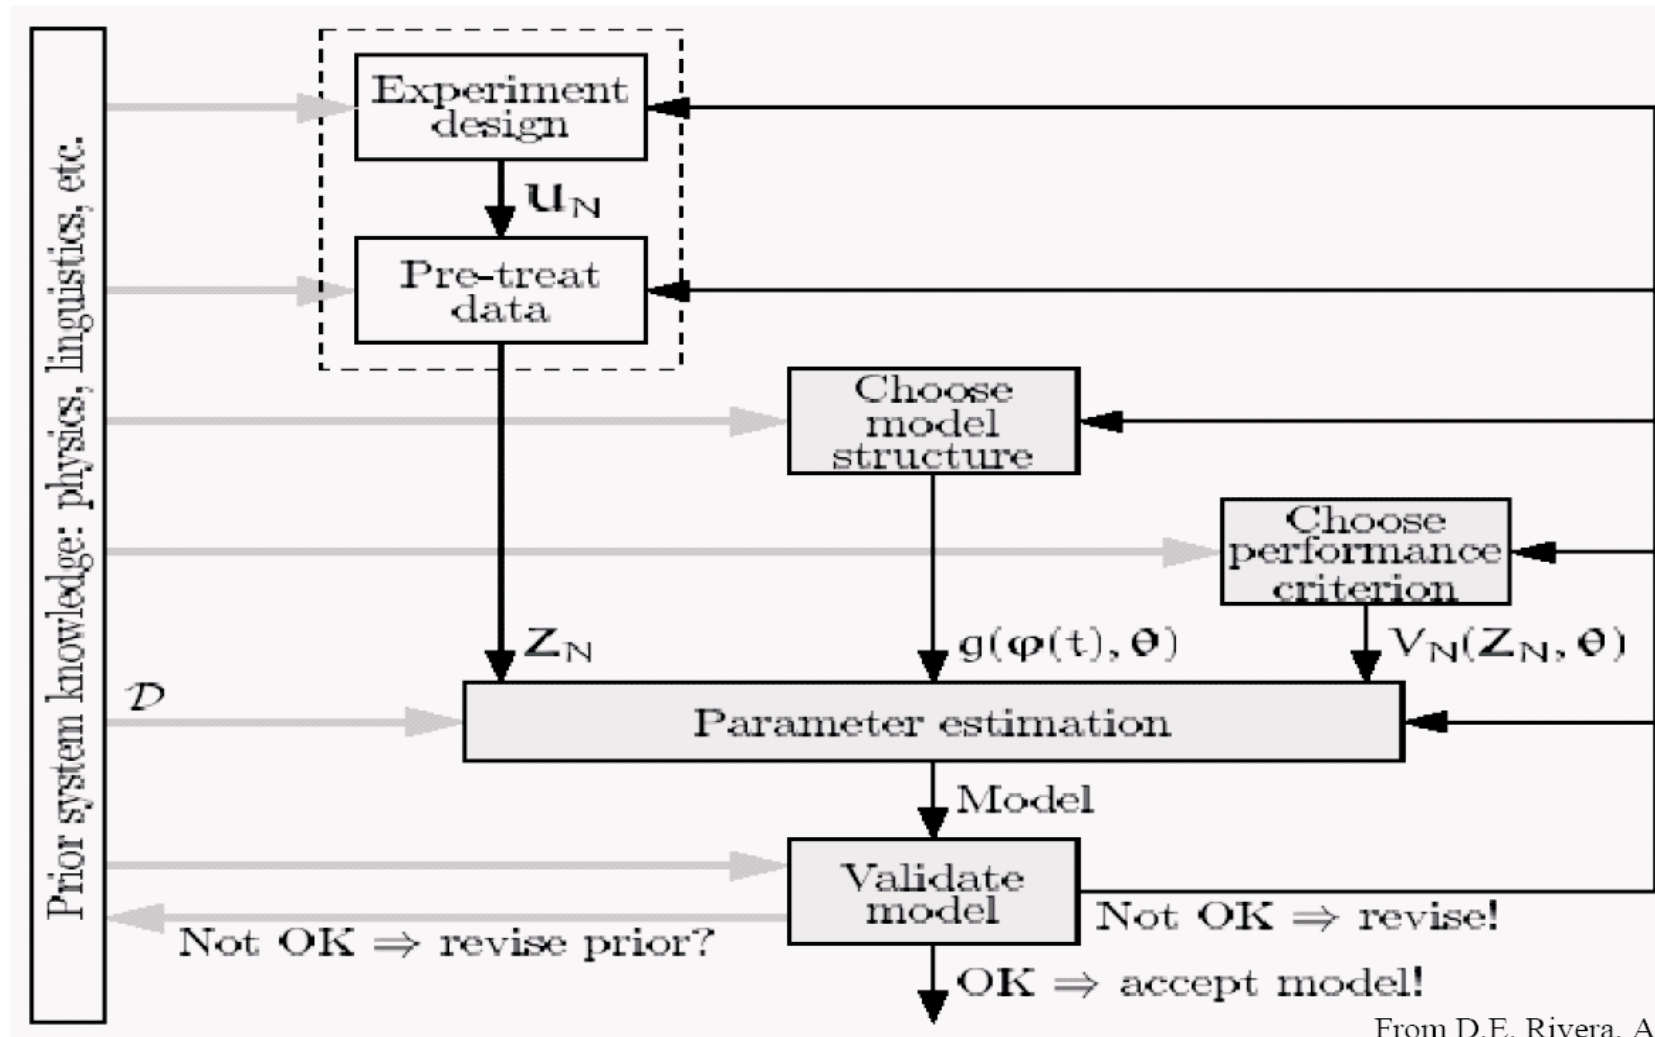 Prior system knowledge: physics, linguistics, etc.
Experiment
design
u_N
Pre-treat
data
Choose
model
structure
Choose
performance
criterion
Z_N
g(φ(t), θ)
V_N(Z_N, θ)
𝒟
Parameter estimation
Model
Validate
model
Not OK ⇒ revise!
Not OK ⇒ revise prior?
OK ⇒ accept model!
From D.E. Rivera, A